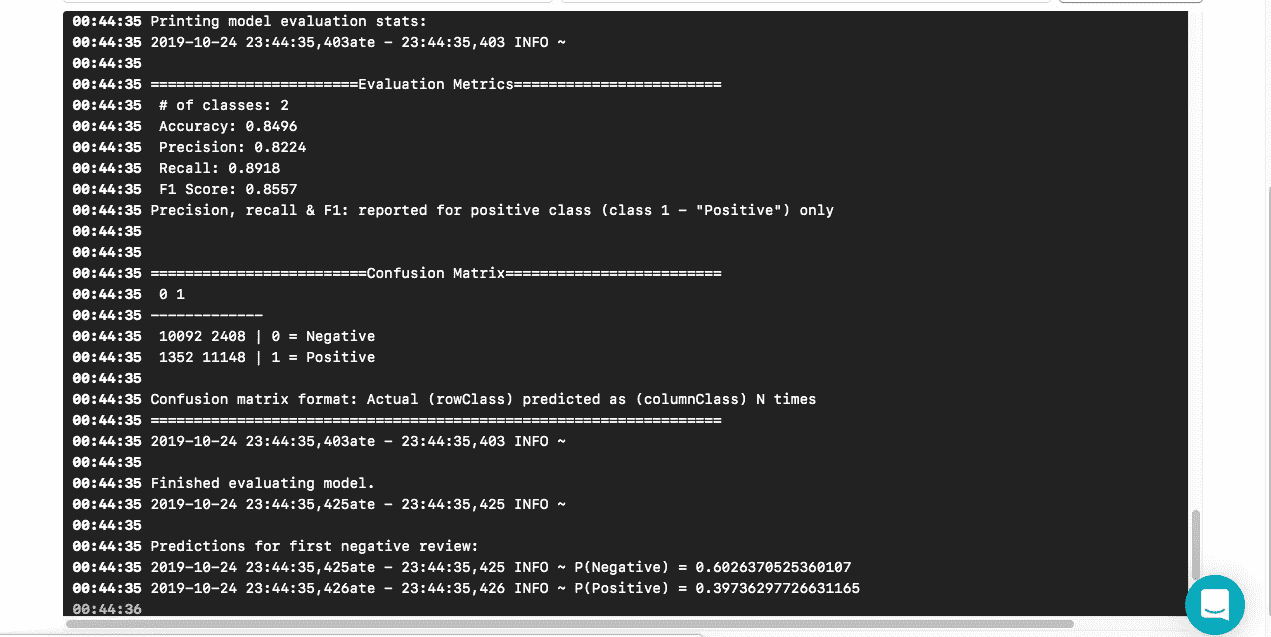 00:44:35 Printing model evaluation stats:
00:44:35 2019-10-24 23:44:35,403ate - 23:44:35,403 INFO ~
00:44:35
00:44:35 ========================Evaluation Metrics========================
00:44:35 # of classes: 2
00:44:35 Accuracy: 0.8496
00:44:35 Precision: 0.8224
00:44:35 Recall: 0.8918
00:44:35 F1 Score: 0.8557
00:44:35 Precision, recall & F1: reported for positive class (class 1 - "Positive") only
00:44:35
00:44:35
00:44:35 =========================Confusion Matrix=========================
00:44:35 0 1
00:44:35 -------------
00:44:35 10092 2408 | 0 = Negative
00:44:35 1352 11148 | 1 = Positive
00:44:35
00:44:35 Confusion matrix format: Actual (rowClass) predicted as (columnClass) N times
00:44:35 ==================================================================
00:44:35 2019-10-24 23:44:35,403ate - 23:44:35,403 INFO ~
00:44:35
00:44:35 Finished evaluating model.
00:44:35 2019-10-24 23:44:35,425ate - 23:44:35,425 INFO ~
00:44:35
00:44:35 Predictions for first negative review:
00:44:35 2019-10-24 23:44:35,425ate - 23:44:35,425 INFO ~ P(Negative) = 0.6026370525360107
00:44:35 2019-10-24 23:44:35,426ate - 23:44:35,426 INFO ~ P(Positive) = 0.39736297726631165
00:44:36